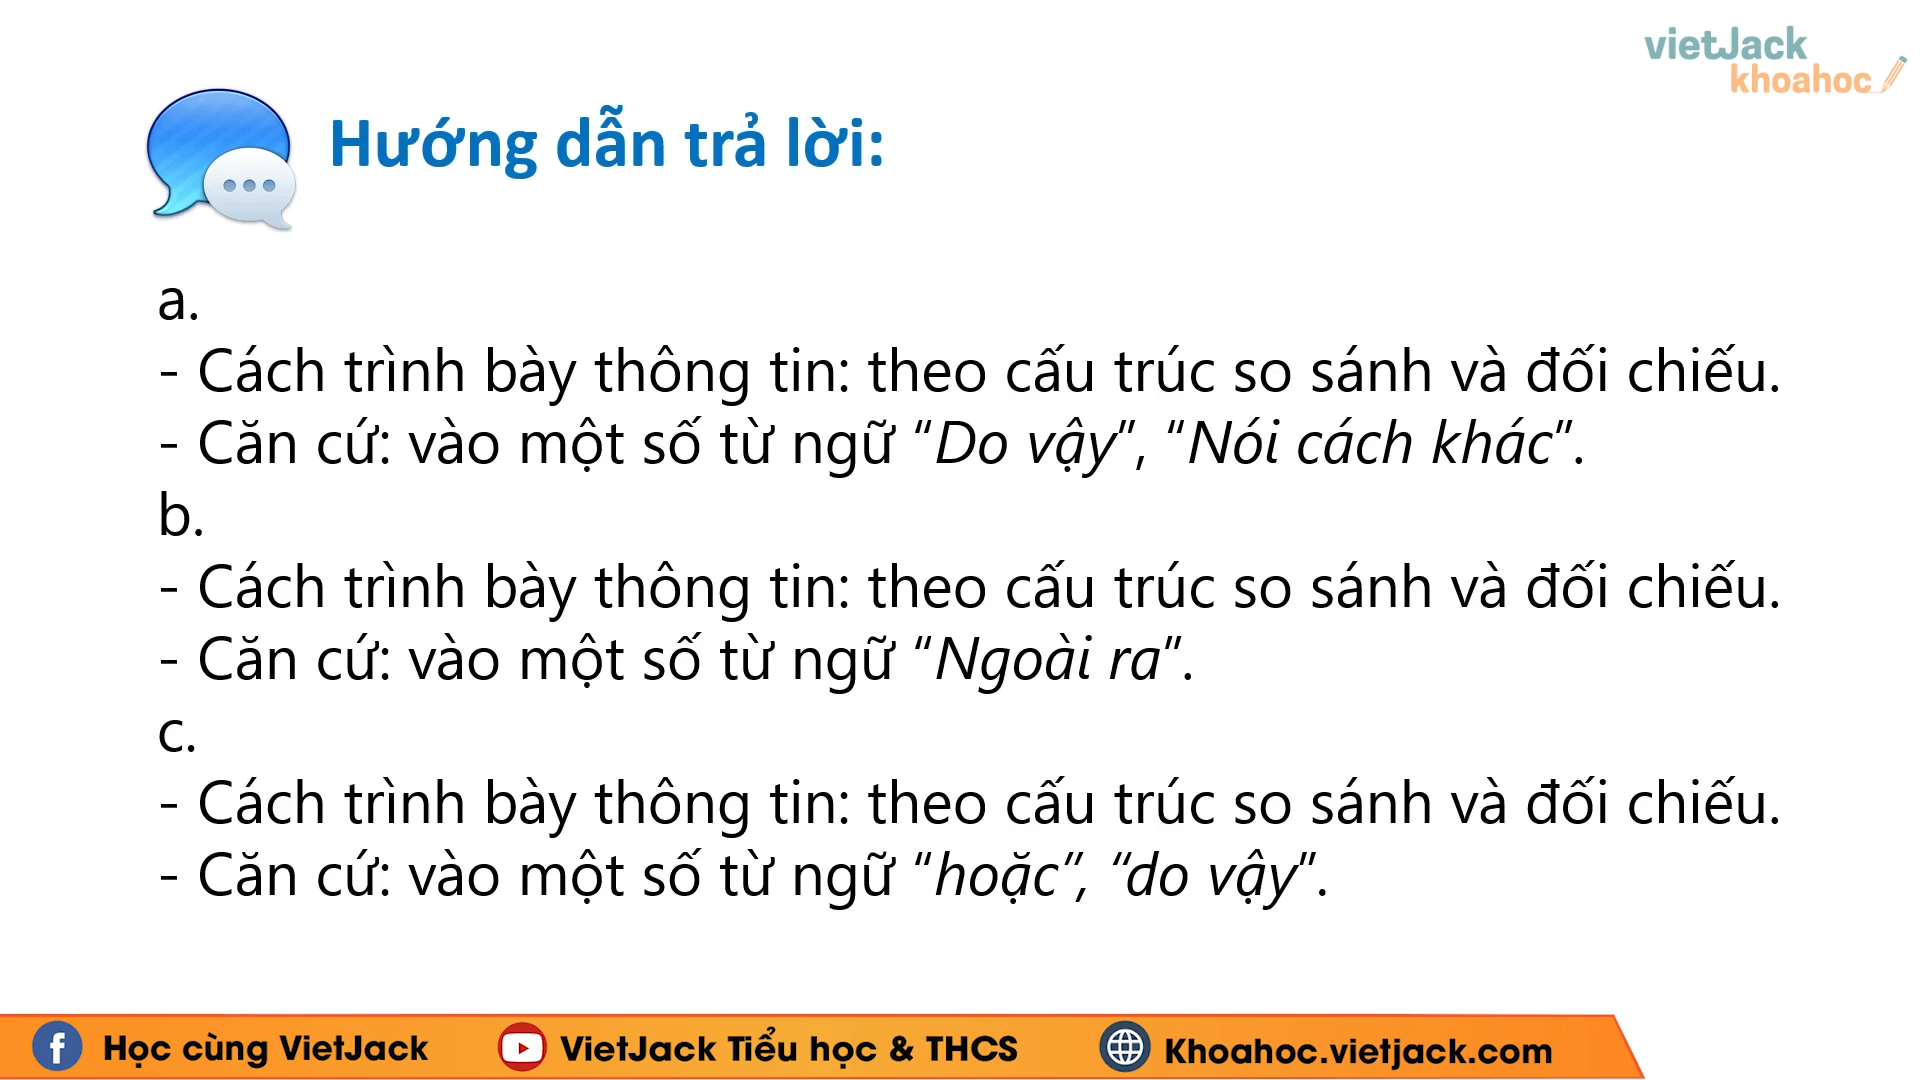 vietJack
khoahoc
Hướng dẫn trả lời:
a.
- Cách trình bày thông tin: theo cấu trúc so sánh và đối chiếu.
- Căn cứ: vào một số từ ngữ “Do vậy”, “Nói cách khác”.
b.
- Cách trình bày thông tin: theo cấu trúc so sánh và đối chiếu.
- Căn cứ: vào một số từ ngữ “Ngoài ra”.
c.
- Cách trình bày thông tin: theo cấu trúc so sánh và đối chiếu.
- Căn cứ: vào một số từ ngữ “hoặc”, “do vậy”.
Học cùng VietJack
VietJack Tiểu học & THCS
Khoahoc.vietjack.com